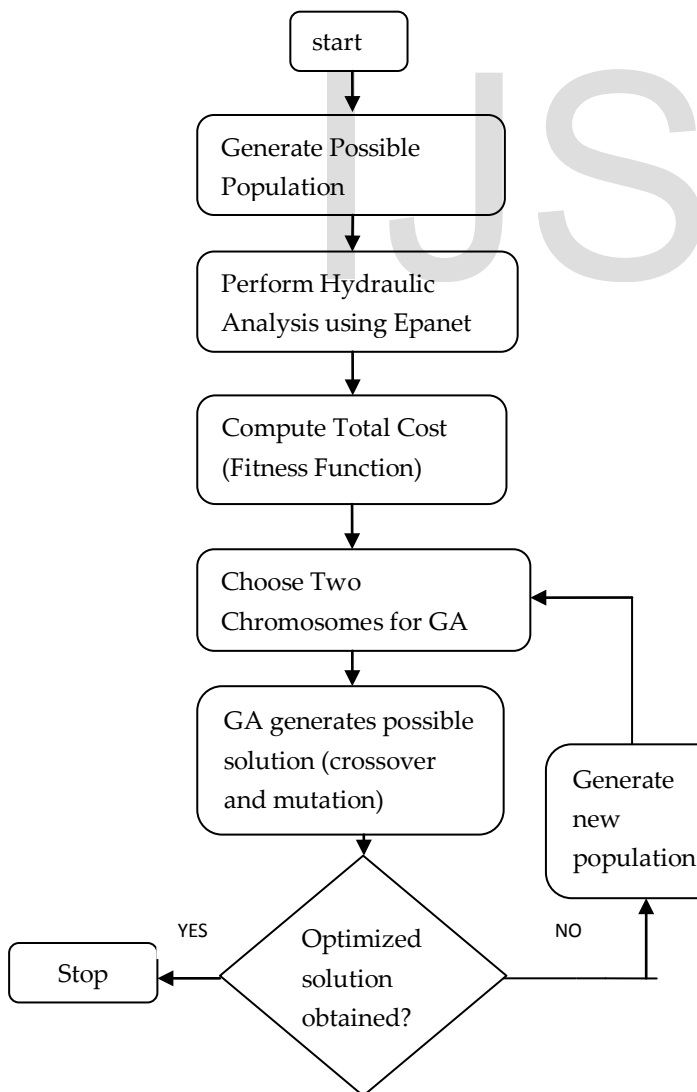 IJS
start
Generate Possible
Population
Perform Hydraulic
Analysis using Epanet
Compute Total Cost
(Fitness Function)
Choose Two
Chromosomes for GA
GA generates possible
solution (crossover
and mutation)
Generate
new
population
YES
NO
Stop
Optimized
solution
obtained?